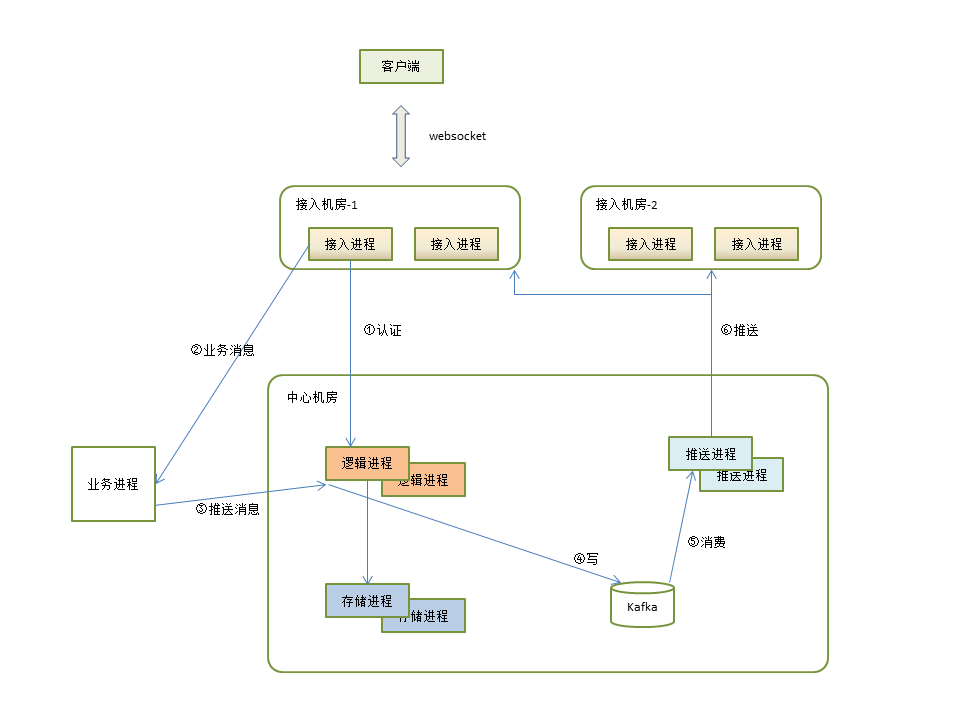 客户端
websocket
接入机房-1
接入机房-2
接入进程
接入进程
接入进程
接入进程
①认证
⑥推送
②业务消息
中心机房
逻辑进程
逻辑进程
推送进程
推送进程
业务进程
③推送消息
⑤消费
④写
存储进程
存储进程
Kafka